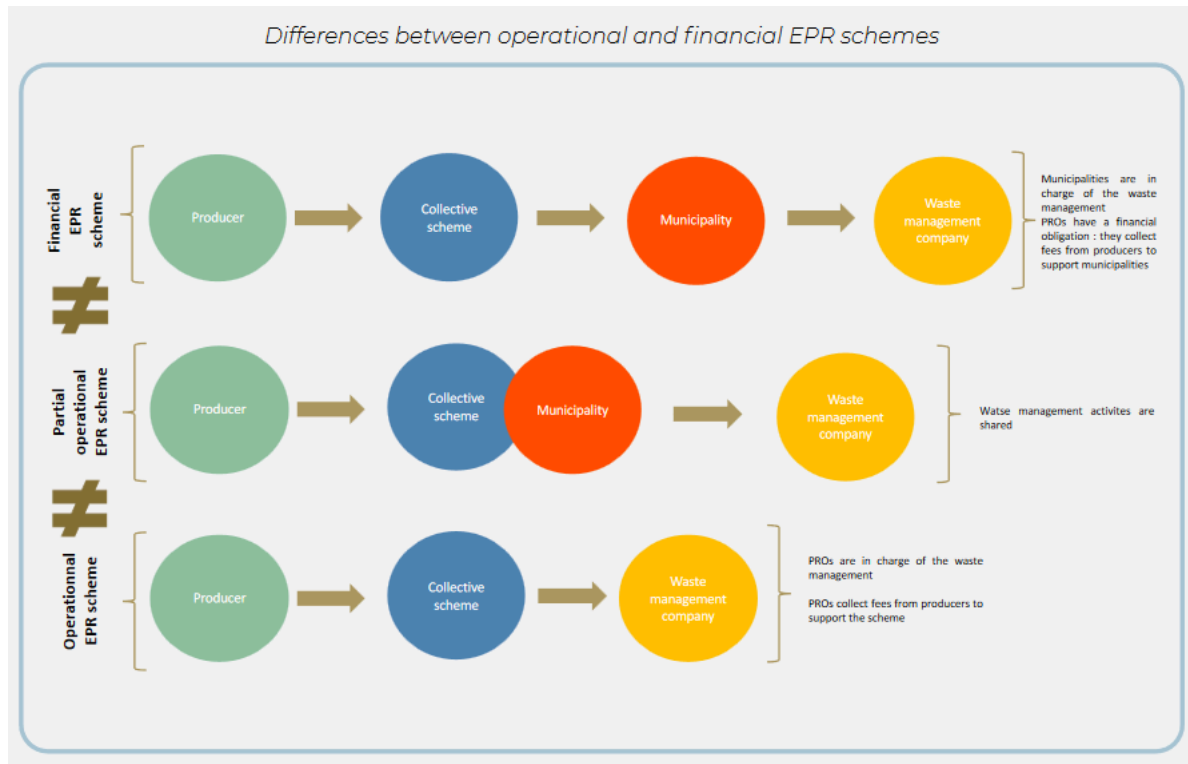 Differences between operational and financial EPR schemes
Financial
EPR
scheme
Producer
Collective
scheme
Municipality
Waste
management
company
Municipalities are in
charge of the waste
management
PROs have a financial
obligation : they collect
fees from producers to
support municipalities
≠
Partial
operational
EPR scheme
Producer
Collective
scheme
Municipality
Waste
management
company
Watse management activites are
shared
≠
Operationnal
EPR scheme
Producer
Collective
scheme
Waste
management
company
PROs are in charge of the waste
management
PROs collect fees from producers to
support the scheme